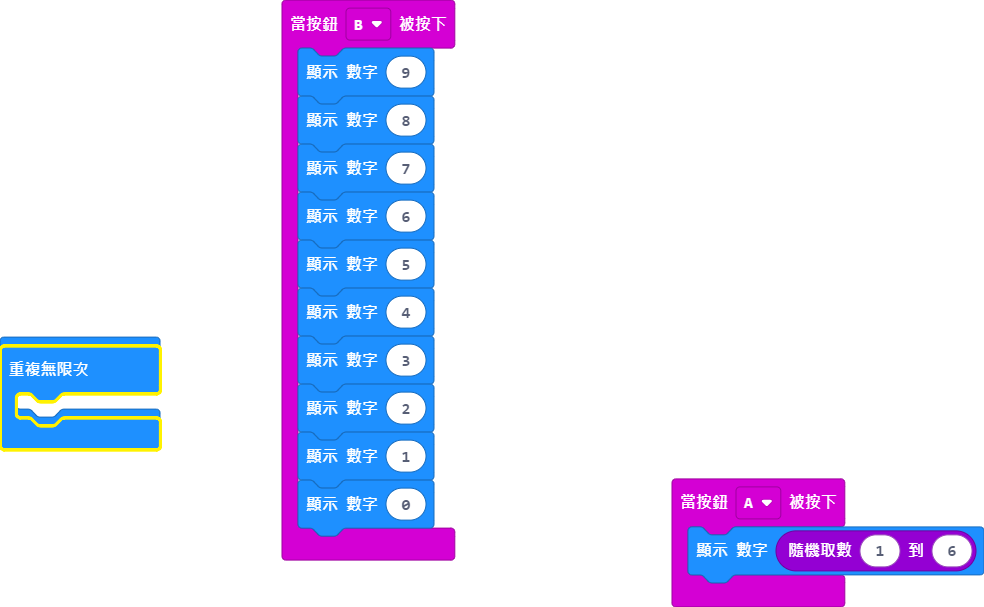 當按鈕 B 被按下
顯示 數字 9
顯示 數字 8
顯示 數字 7
顯示 數字 6
顯示 數字 5
顯示 數字 4
顯示 數字 3
顯示 數字 2
顯示 數字 1
顯示 數字 0
重複無限次
當按鈕 A 被按下
顯示 數字 隨機取數 1 到 6